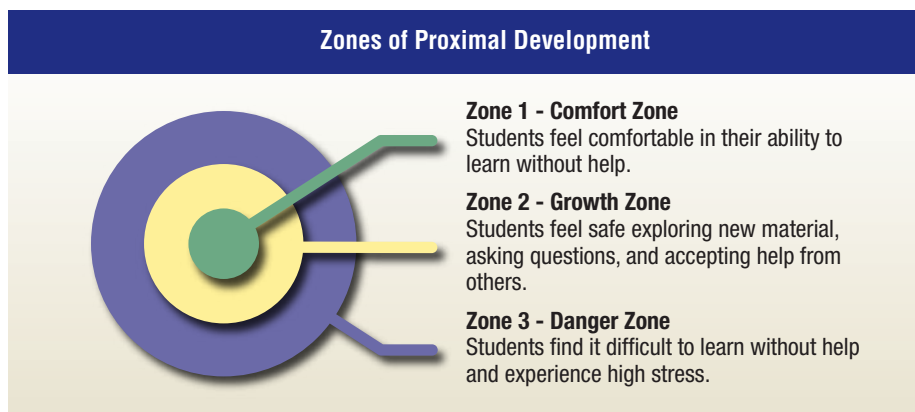 Zones of Proximal Development
Zone 1 - Comfort Zone
Students feel comfortable in their ability to
learn without help.
Zone 2 - Growth Zone
Students feel safe exploring new material,
asking questions, and accepting help from
others.
Zone 3 - Danger Zone
Students find it difficult to learn without help
and experience high stress.